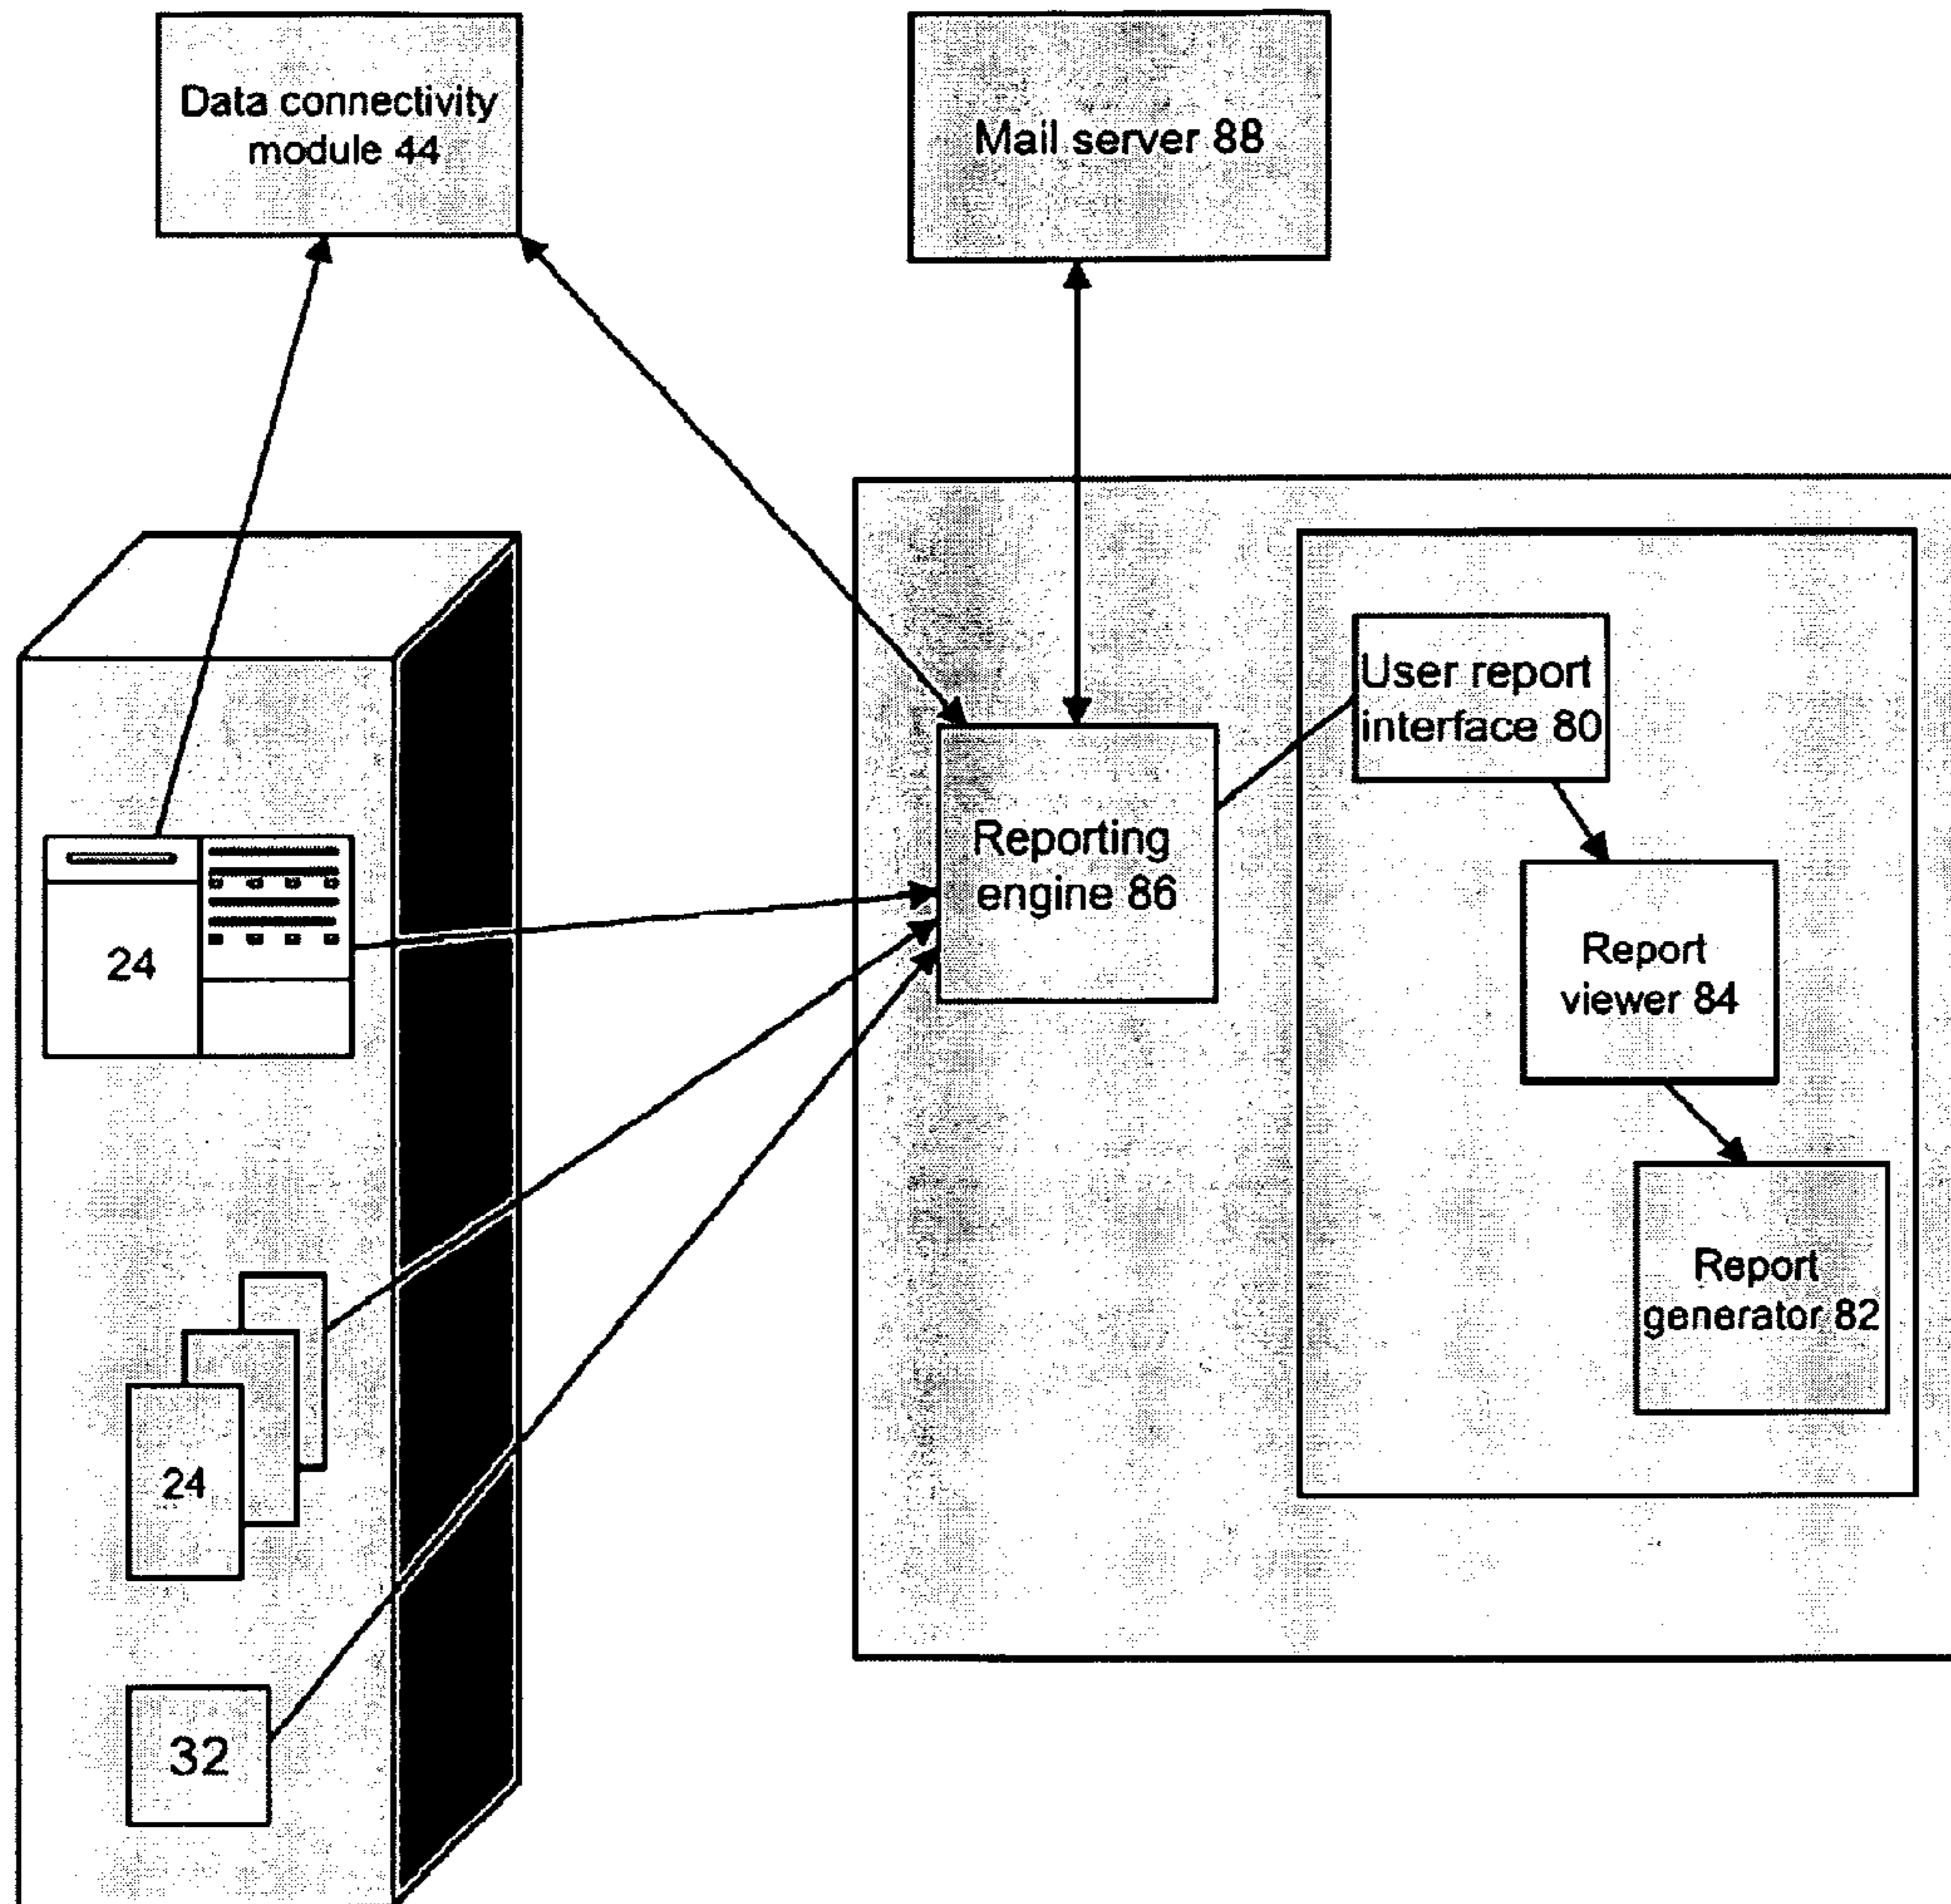 Data connectivity
module 44
Mail server 88
User report
interface 80
Reporting
engine 86
24
Report
viewer 84
Report
generator 82
24
32